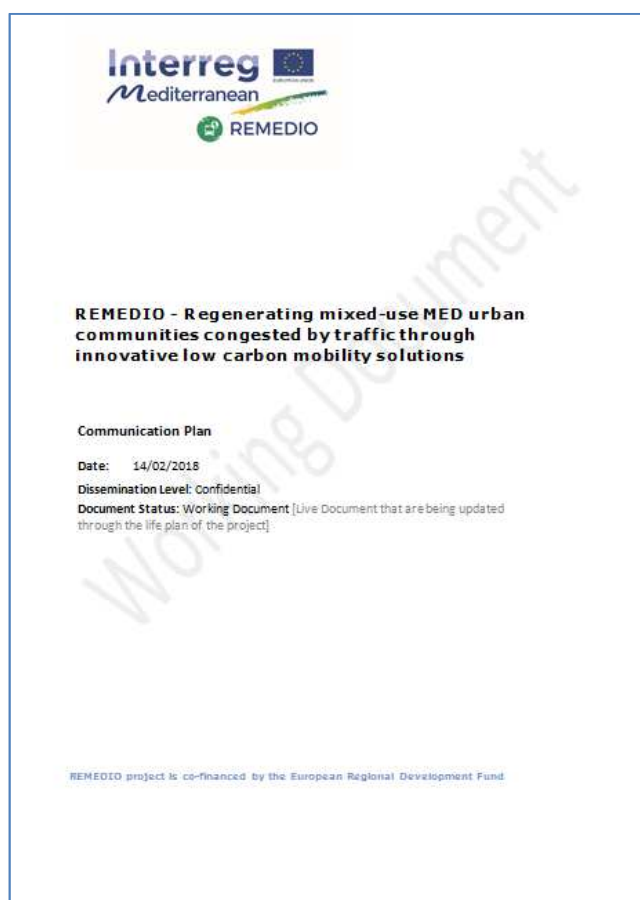 Interreg
EUROPEAN UNION
Mediterranean
REMEDIO
REMEDIO - Regenerating mixed-use MED urban
communities congested by traffic through
innovative low carbon mobility solutions
Communication Plan
Date: 14/02/2018
Dissemination Level: Confidential
Document Status: Working Document [Live Document that are being updated
through the life plan of the project]
Working Document
REMEDIO project is co-financed by the European Regional Development Fund